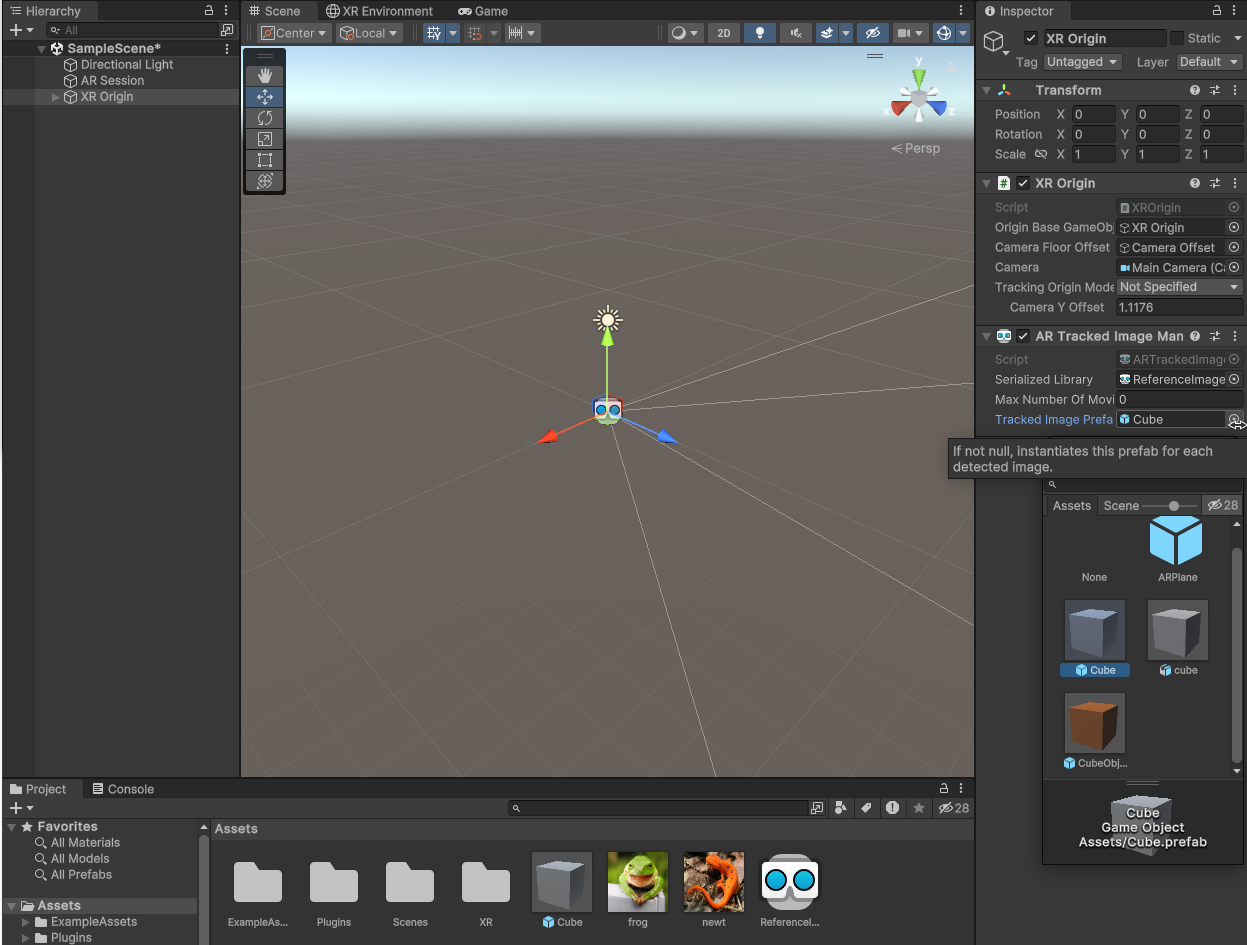 Hierarchy
All
SampleScene*
Directional Light
AR Session
XR Origin
Scene
XR Environment
Game
Center
Local
2D
y
x
z
Persp
Inspector
XR Origin
Static
Tag
Untagged
Layer
Default
Transform
Position X 0 Y 0 Z 0
Rotation X 0 Y 0 Z 0
Scale X 1 Y 1 Z 1
XR Origin
Script
XROrigin
Origin Base GameObj
XR Origin
Camera Floor Offset
Camera Offset
Camera
Main Camera (Ca
Tracking Origin Mode
Not Specified
Camera Y Offset
1.1176
AR Tracked Image Man
Script
ARTrackedImage
Serialized Library
ReferenceImage
Max Number Of Movi
0
Tracked Image Prefa
Cube
If not null, instantiates this prefab for each
detected image.
Assets
Scene
28
None
ARPlane
Cube
cube
CubeObj...
Cube
Game Object
Assets/Cube.prefab
Project
Console
28
Favorites
All Materials
All Models
All Prefabs
Assets
ExampleAssets
Plugins
Assets
ExampleAs...
Plugins
Scenes
XR
Cube
frog
newt
Referencel...